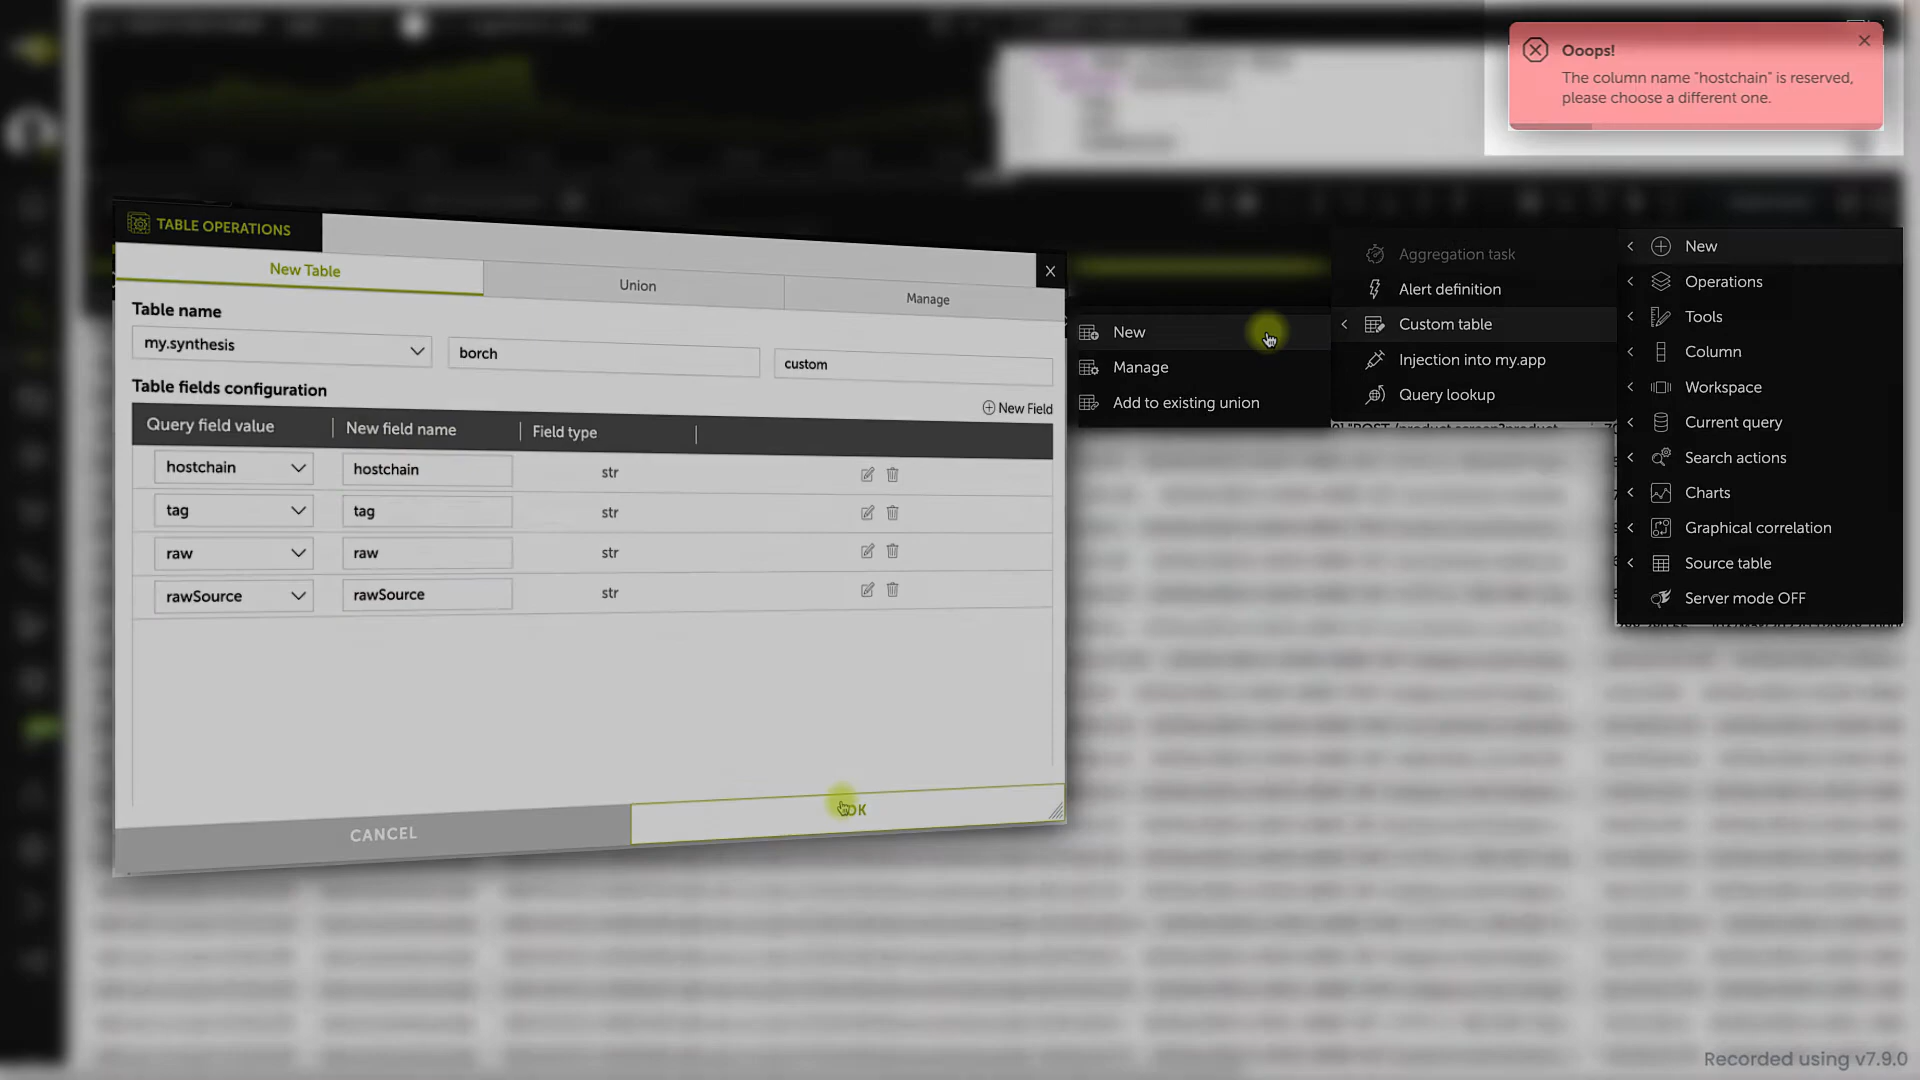 Ooops!
The column name "hostchain" is reserved,
please choose a different one.
TABLE OPERATIONS
New Table
Union
Manage
Table name
my.synthesis
borch
custom
Table fields configuration
New Field
Query field value
New field name
Field type
hostchain
hostchain
str
tag
tag
str
raw
raw
str
rawSource
rawSource
str
CANCEL
OK
New
Manage
Add to existing union
Aggregation task
Alert definition
Custom table
Injection into my.app
Query lookup
New
Operations
Tools
Column
Workspace
Current query
Search actions
Charts
Graphical correlation
Source table
Server mode OFF
Recorded using v7.9.0